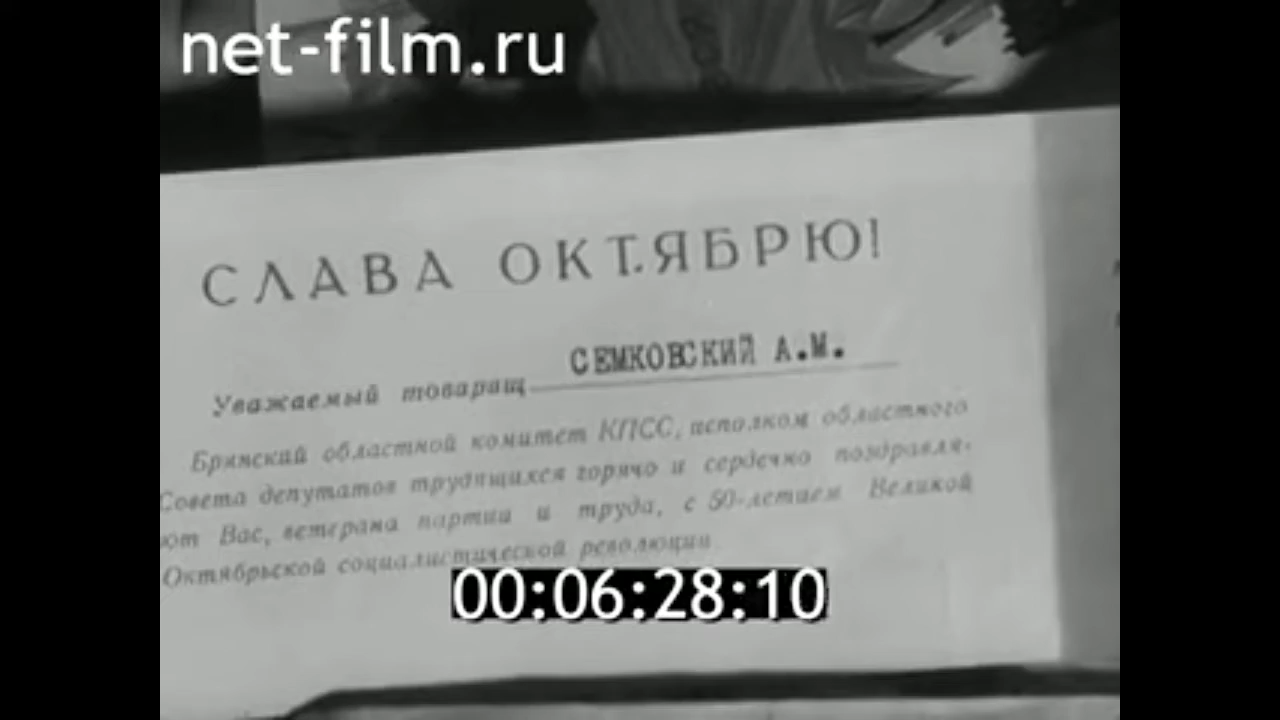 net-film.ru
СЛАВА ОКТЯБРЮ!
СЕМКОВСКИЙ А.М.
Уважаемый товарищ
Брянский областной комитет КПСС, исполком областного
Совета депутатов трудящихся горячо и сердечно поздравля-
ют Вас, ветерана партии и труда, с 50-летием Великой
Октябрьской социалистической революции
00:06:28:10